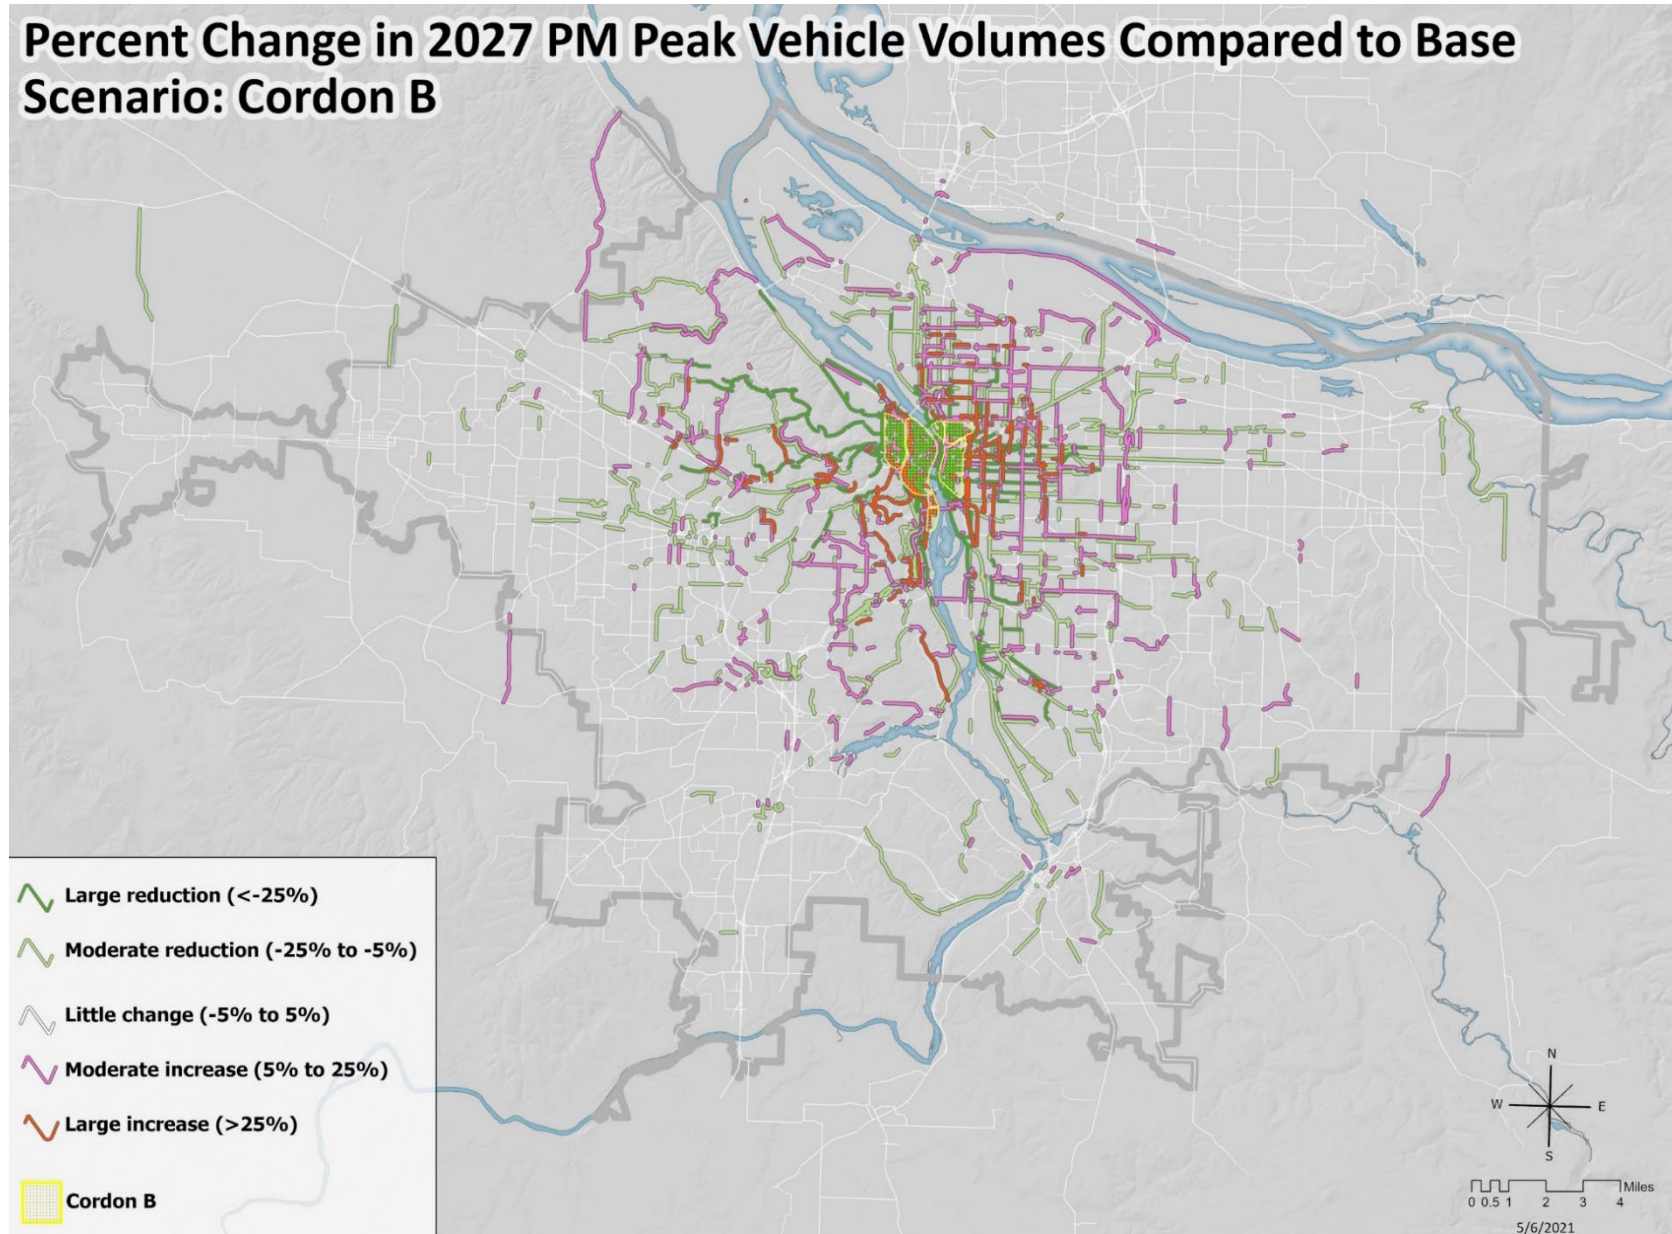 Percent Change in 2027 PM Peak Vehicle Volumes Compared to Base
Scenario: Cordon B
Large reduction (<-25%)
Moderate reduction (-25% to -5%)
Little change (-5% to 5%)
Moderate increase (5% to 25%)
Large increase (>25%)
Cordon B
N
W E
S
Miles
0 0.5 1 2 3 4
5/6/2021